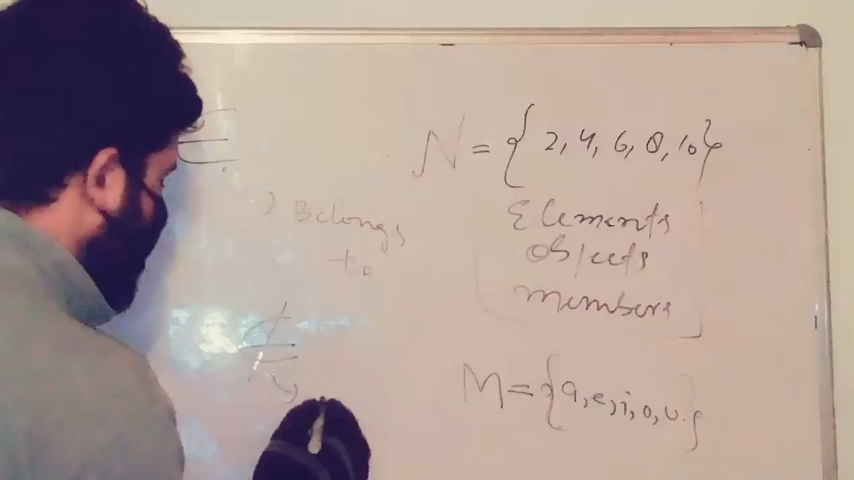 ∈
N = { 2, 4, 6, 8, 10 }
Belongs
to
Elements
objects
members
∉
M = { a, e, i, o, u. }